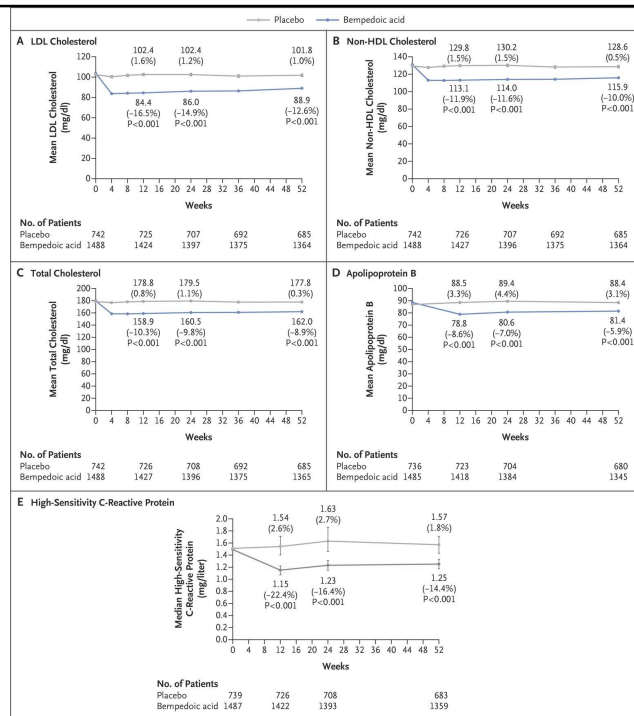 Placebo Bempedoic acid
A LDL Cholesterol
Mean LDL Cholesterol
(mg/dl)
120
100
80
60
40
20
0
102.4
(1.6%)
102.4
(1.2%)
101.8
(1.0%)
84.4
(−16.5%)
P<0.001
86.0
(−14.9%)
P<0.001
88.9
(−12.6%)
P<0.001
0 4 8 12 16 20 24 28 32 36 40 44 48 52
Weeks
No. of Patients
Placebo 742 725 707 692 685
Bempedoic acid 1488 1424 1397 1375 1364
B Non-HDL Cholesterol
Mean Non-HDL Cholesterol
(mg/dl)
140
120
100
80
60
40
20
0
129.8
(1.5%)
130.2
(1.5%)
128.6
(0.5%)
113.1
(−11.9%)
P<0.001
114.0
(−11.6%)
P<0.001
115.9
(−10.0%)
P<0.001
0 4 8 12 16 20 24 28 32 36 40 44 48 52
Weeks
No. of Patients
Placebo 742 726 707 692 685
Bempedoic acid 1488 1427 1396 1375 1364
C Total Cholesterol
Mean Total Cholesterol
(mg/dl)
200
180
160
140
120
100
80
60
40
20
0
178.8
(0.8%)
179.5
(1.1%)
177.8
(0.3%)
158.9
(−10.3%)
P<0.001
160.5
(−9.8%)
P<0.001
162.0
(−8.9%)
P<0.001
0 4 8 12 16 20 24 28 32 36 40 44 48 52
Weeks
No. of Patients
Placebo 742 726 708 692 685
Bempedoic acid 1488 1427 1396 1375 1365
D Apolipoprotein B
Mean Apolipoprotein B
(mg/dl)
100
90
80
70
60
50
40
30
20
10
0
88.5
(3.3%)
89.4
(4.4%)
88.4
(3.1%)
78.8
(−8.6%)
P<0.001
80.6
(−7.0%)
P<0.001
81.4
(−5.9%)
P<0.001
0 4 8 12 16 20 24 28 32 36 40 44 48 52
Weeks
No. of Patients
Placebo 736 723 704 680
Bempedoic acid 1485 1418 1384 1345
E High-Sensitivity C-Reactive Protein
Median High-Sensitivity
C-Reactive Protein
(mg/liter)
2.0
1.8
1.6
1.4
1.2
1.0
0.8
0.6
0.4
0.2
0.0
1.54
(2.6%)
1.63
(2.7%)
1.57
(1.8%)
1.15
(−22.4%)
P<0.001
1.23
(−16.4%)
P<0.001
1.25
(−14.4%)
P<0.001
0 4 8 12 16 20 24 28 32 36 40 44 48 52
Weeks
No. of Patients
Placebo 739 726 708 683
Bempedoic acid 1487 1422 1393 1359